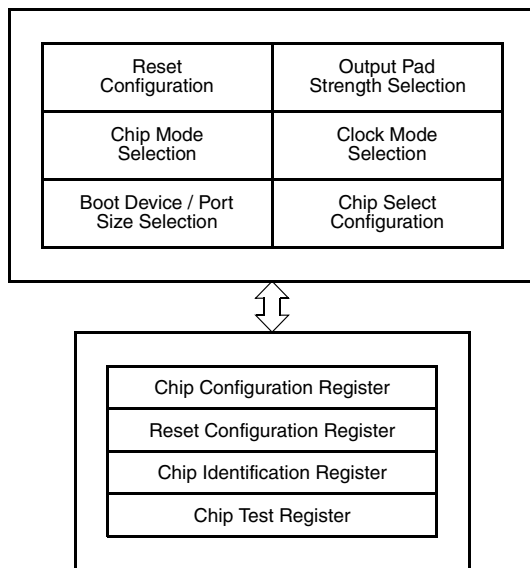 Reset
Configuration
Output Pad
Strength Selection
Chip Mode
Selection
Clock Mode
Selection
Boot Device / Port
Size Selection
Chip Select
Configuration
Chip Configuration Register
Reset Configuration Register
Chip Identification Register
Chip Test Register